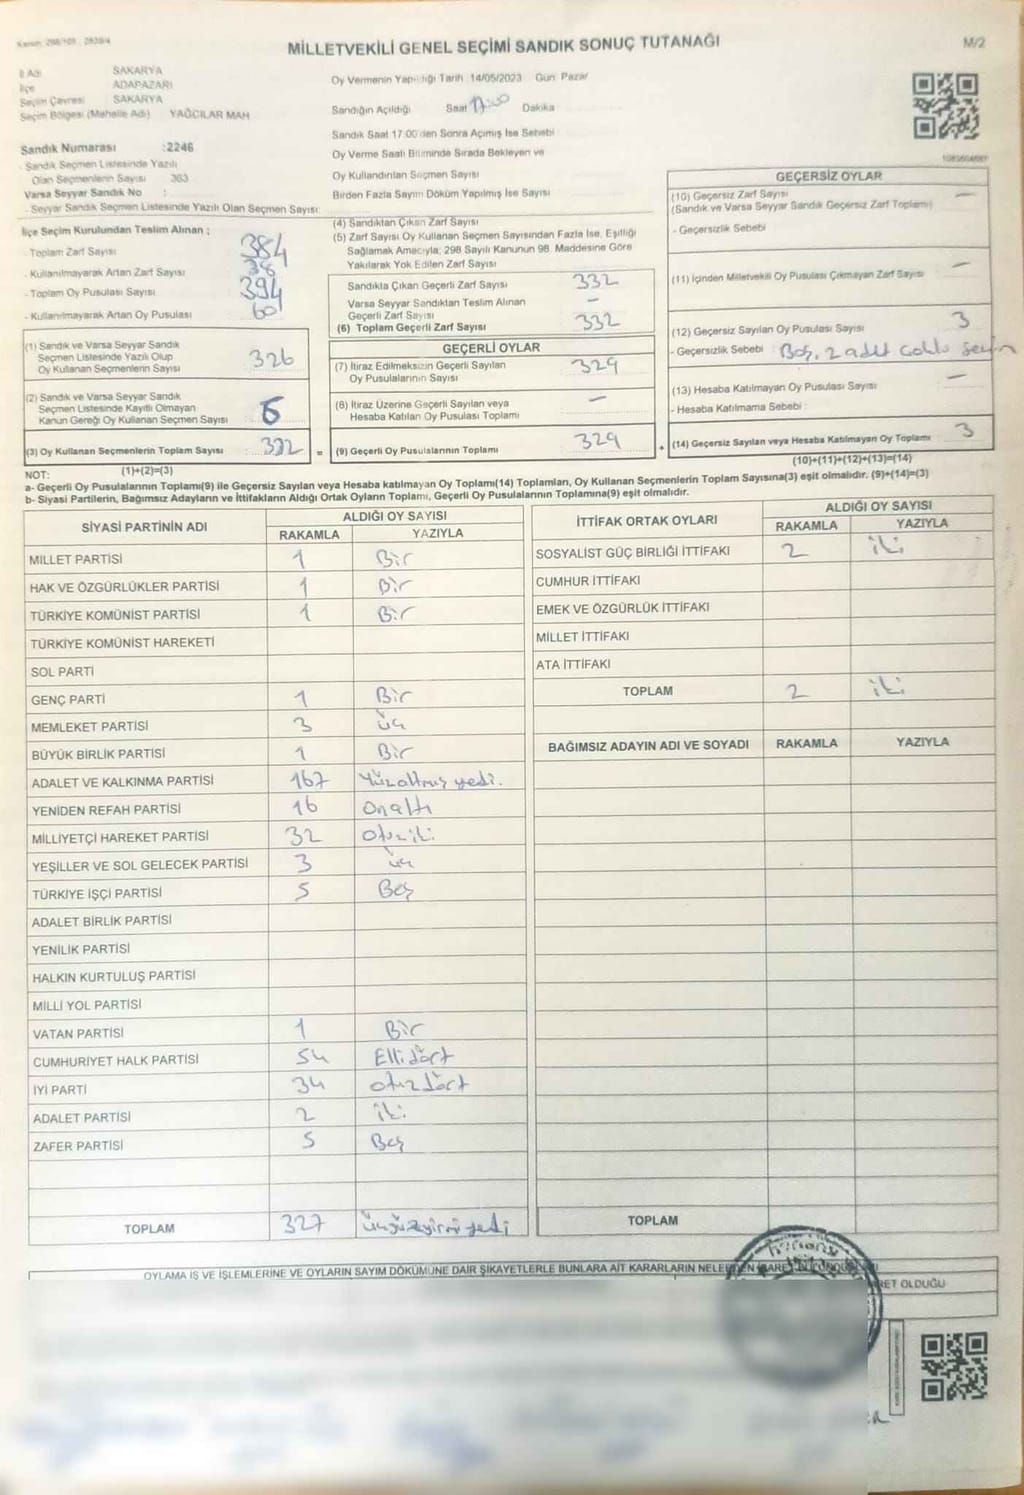 Kanun: 298/105 - 2839/4
MİLLETVEKİLİ GENEL SEÇİMİ SANDIK SONUÇ TUTANAĞI
M/2
İl Adı SAKARYA
İlçe ADAPAZARI
Seçim Çevresi SAKARYA
Seçim Bölgesi (Mahalle Adı) YAĞCILAR MAH
Sandık Numarası :2246
- Sandık Seçmen Listesinde Yazılı
Olan Seçmenlerin Sayısı 363
Varsa Seyyar Sandık No :
- Seyyar Sandık Seçmen Listesinde Yazılı Olan Seçmen Sayısı:
Oy Vermenin Yapıldığı Tarih :14/05/2023 Gün: Pazar
Sandığın Açıldığı Saat 17:00 Dakika
Sandık Saat 17:00'den Sonra Açımış İse Sebebi
Oy Verme Saati Bitiminde Sırada Bekleyen ve
Oy Kullandırılan Seçmen Sayısı
Birden Fazla Sayım Döküm Yapılmış İse Sayısı
İlçe Seçim Kurulundan Teslim Alınan ;
- Toplam Zarf Sayısı 384
- Kullanılmayarak Artan Zarf Sayısı 38
- Toplam Oy Pusulası Sayısı 394
- Kullanılmayarak Artan Oy Pusulası 60
(1) Sandık ve Varsa Seyyar Sandık
Seçmen Listesinde Yazılı Olup
Oy Kullanan Seçmenlerin Sayısı 326
(2) Sandık ve Varsa Seyyar Sandık
Seçmen Listesinde Kayıtlı Olmayan
Kanun Gereği Oy Kullanan Seçmen Sayısı 6
(3) Oy Kullanan Seçmenlerin Toplam Sayısı 332
(1)+(2)=(3)
(4) Sandıktan Çıkan Zarf Sayısı
(5) Zarf Sayısı Oy Kullanan Seçmen Sayısından Fazla İse, Eşitliği
Sağlamak Amacıyla; 298 Sayılı Kanunun 98. Maddesine Göre
Yakılarak Yok Edilen Zarf Sayısı
Sandıkla Çıkan Geçerli Zarf Sayısı 332
Varsa Seyyar Sandıktan Teslim Alınan
Geçerli Zarf Sayısı: –
(6) Toplam Geçerli Zarf Sayısı 332
GEÇERLİ OYLAR
(7) İtiraz Edilmeksizin Geçerli Sayılan
Oy Pusulalarının Sayısı 329
(8) İtiraz Üzerine Geçerli Sayılan veya
Hesaba Katılan Oy Pusulası Toplamı –
= (9) Geçerli Oy Pusulalarının Toplamı 329
GEÇERSİZ OYLAR
(10) Geçersiz Zarf Sayısı –
(Sandık ve Varsa Seyyar Sandık Geçersiz Zarf Toplamı)
- Geçersizlik Sebebi
(11) İçinden Milletvekili Oy Pusulası Çıkmayan Zarf Sayısı –
(12) Geçersiz Sayılan Oy Pusulası Sayısı 3
- Geçersizlik Sebebi : Boş, 2 adet çoklu seçim
(13) Hesaba Katılmayan Oy Pusulası Sayısı –
- Hesaba Katılmama Sebebi :
+ (14) Geçersiz Sayılan veya Hesaba Katılmayan Oy Toplamı 3
(10)+(11)+(12)+(13)=(14)
NOT:
a- Geçerli Oy Pusulalarının Toplamı(9) ile Geçersiz Sayılan veya Hesaba katılmayan Oy Toplamı(14) Toplamları, Oy Kullanan Seçmenlerin Toplam Sayısına(3) eşit olmalıdır. (9)+(14)=(3)
b- Siyasi Partilerin, Bağımsız Adayların ve İttifakların Aldığı Ortak Oyların Toplamı, Geçerli Oy Pusulalarının Toplamına(9) eşit olmalıdır.
SİYASİ PARTİNİN ADI ALDIĞI OY SAYISI
RAKAMLA YAZIYLA
MİLLET PARTİSİ 1 Bir
HAK VE ÖZGÜRLÜKLER PARTİSİ 1 Bir
TÜRKİYE KOMÜNİST PARTİSİ 1 Bir
TÜRKİYE KOMÜNİST HAREKETİ
SOL PARTİ
GENÇ PARTİ 1 Bir
MEMLEKET PARTİSİ 3 üç
BÜYÜK BİRLİK PARTİSİ 1 Bir
ADALET VE KALKINMA PARTİSİ 167 Yüzaltmış yedi.
YENİDEN REFAH PARTİSİ 16 Onaltı
MİLLİYETÇİ HAREKET PARTİSİ 32 Otuziki
YEŞİLLER VE SOL GELECEK PARTİSİ 3 üç
TÜRKİYE İŞÇİ PARTİSİ 5 Beş
ADALET BİRLİK PARTİSİ
YENİLİK PARTİSİ
HALKIN KURTULUŞ PARTİSİ
MİLLİ YOL PARTİSİ
VATAN PARTİSİ 1 Bir
CUMHURİYET HALK PARTİSİ 54 Ellidört
İYİ PARTİ 34 otuzdört
ADALET PARTİSİ 2 iki
ZAFER PARTİSİ 5 Beş
TOPLAM 327 üçyüzyirmi yedi
İTTİFAK ORTAK OYLARI ALDIĞI OY SAYISI
RAKAMLA YAZIYLA
SOSYALİST GÜÇ BİRLİĞİ İTTİFAKI 2 iki
CUMHUR İTTİFAKI
EMEK VE ÖZGÜRLÜK İTTİFAKI
MİLLET İTTİFAKI
ATA İTTİFAKI
TOPLAM 2 iki
BAĞIMSIZ ADAYIN ADI VE SOYADI RAKAMLA YAZIYLA
TOPLAM
OYLAMA İŞ VE İŞLEMLERİNE VE OYLARIN SAYIM DÖKÜMÜNE DAİR ŞİKAYETLERLE BUNLARA AİT KARARLARIN NELERDEN
RET OLDUĞU